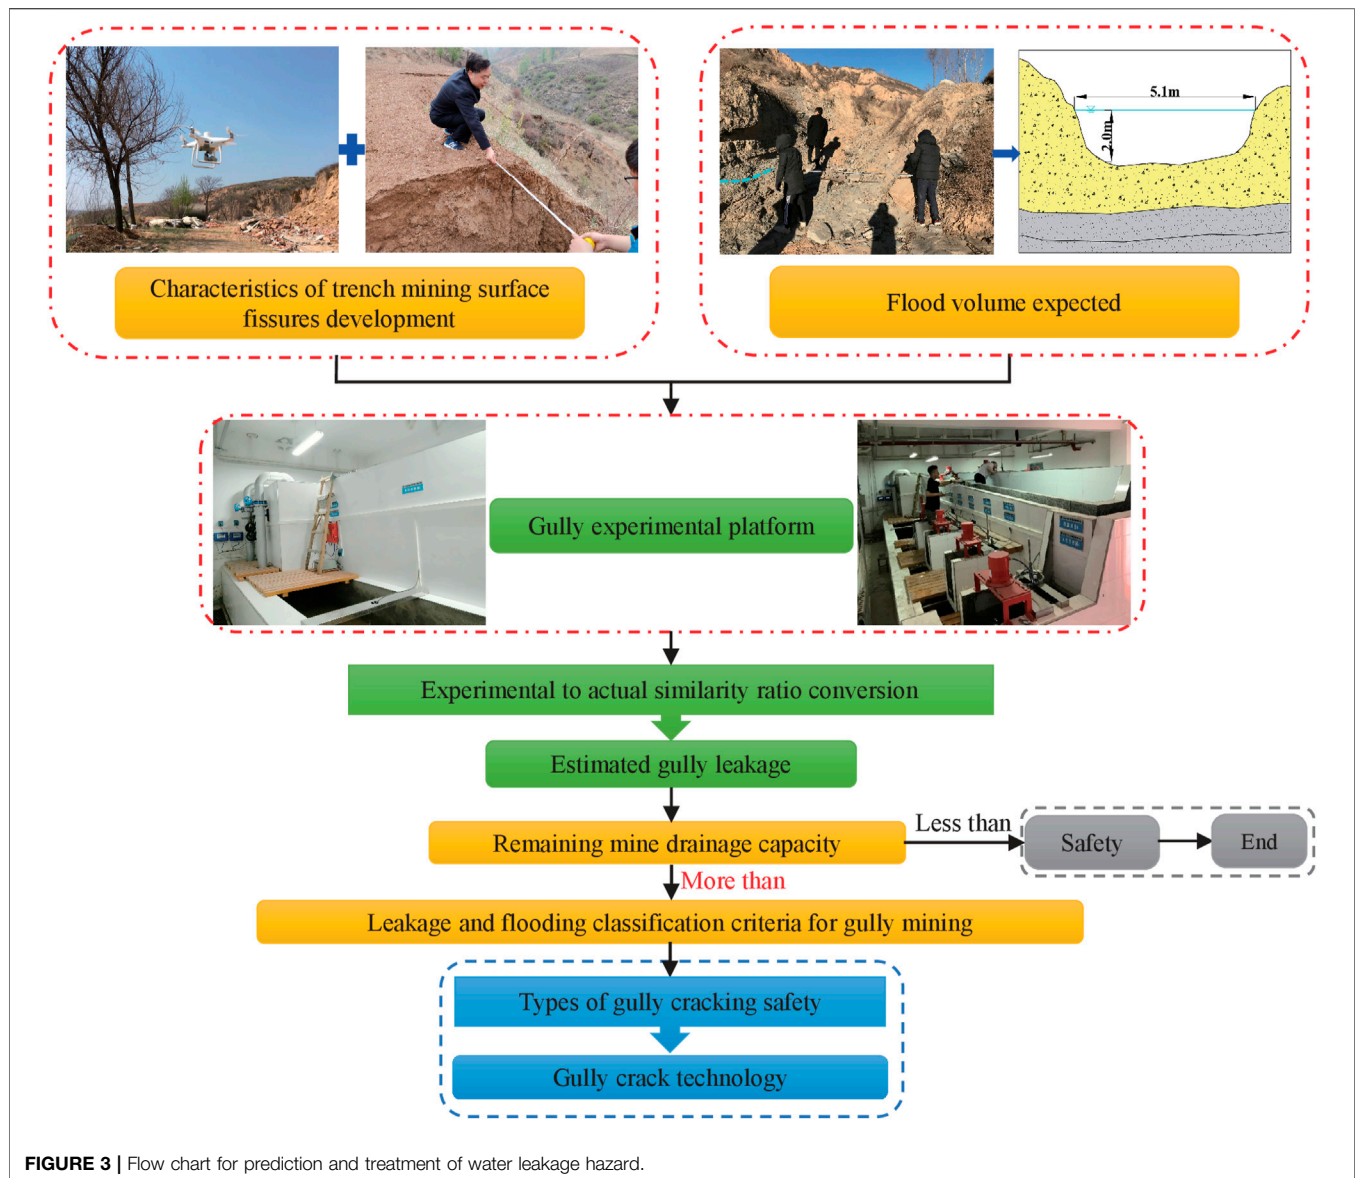 5.1m
2.0m
Characteristics of trench mining surface
fissures development
Flood volume expected
Gully experimental platform
Experimental to actual similarity ratio conversion
Estimated gully leakage
Remaining mine drainage capacity
Less than
Safety
End
More than
Leakage and flooding classification criteria for gully mining
Types of gully cracking safety
Gully crack technology
FIGURE 3 | Flow chart for prediction and treatment of water leakage hazard.